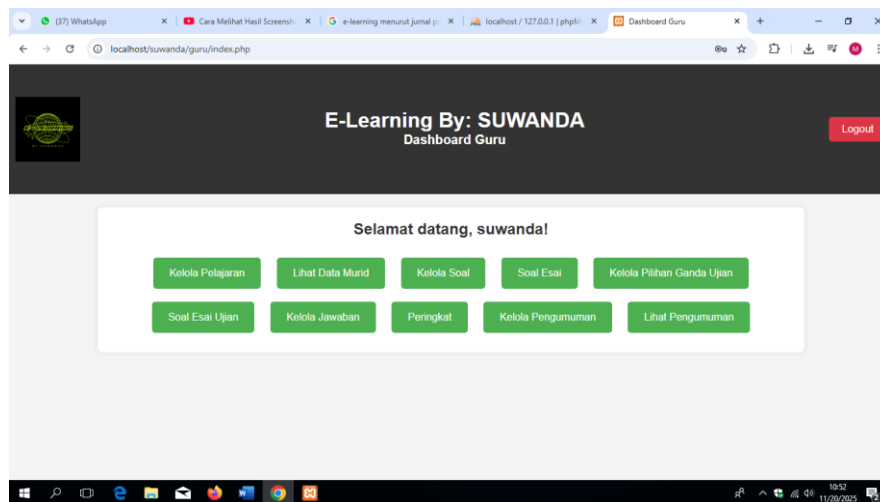 (37) WhatsApp
Cara Melihat Hasil Screensh
e-learning menurut jurnal p
localhost / 127.0.0.1 | phpM
Dashboard Guru
localhost/suwanda/guru/index.php
M
E-Learning By: SUWANDA
Dashboard Guru
Logout
Selamat datang, suwanda!
Kelola Pelajaran
Lihat Data Murid
Kelola Soal
Soal Esai
Kelola Pilihan Ganda Ujian
Soal Esai Ujian
Kelola Jawaban
Peringkat
Kelola Pengumuman
Lihat Pengumuman
10:52
11/20/2025